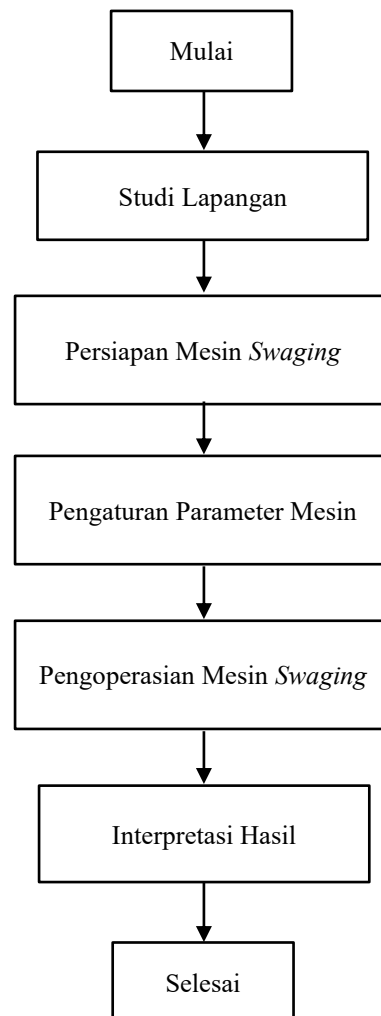 Mulai
Studi Lapangan
Persiapan Mesin Swaging
Pengaturan Parameter Mesin
Pengoperasian Mesin Swaging
Interpretasi Hasil
Selesai